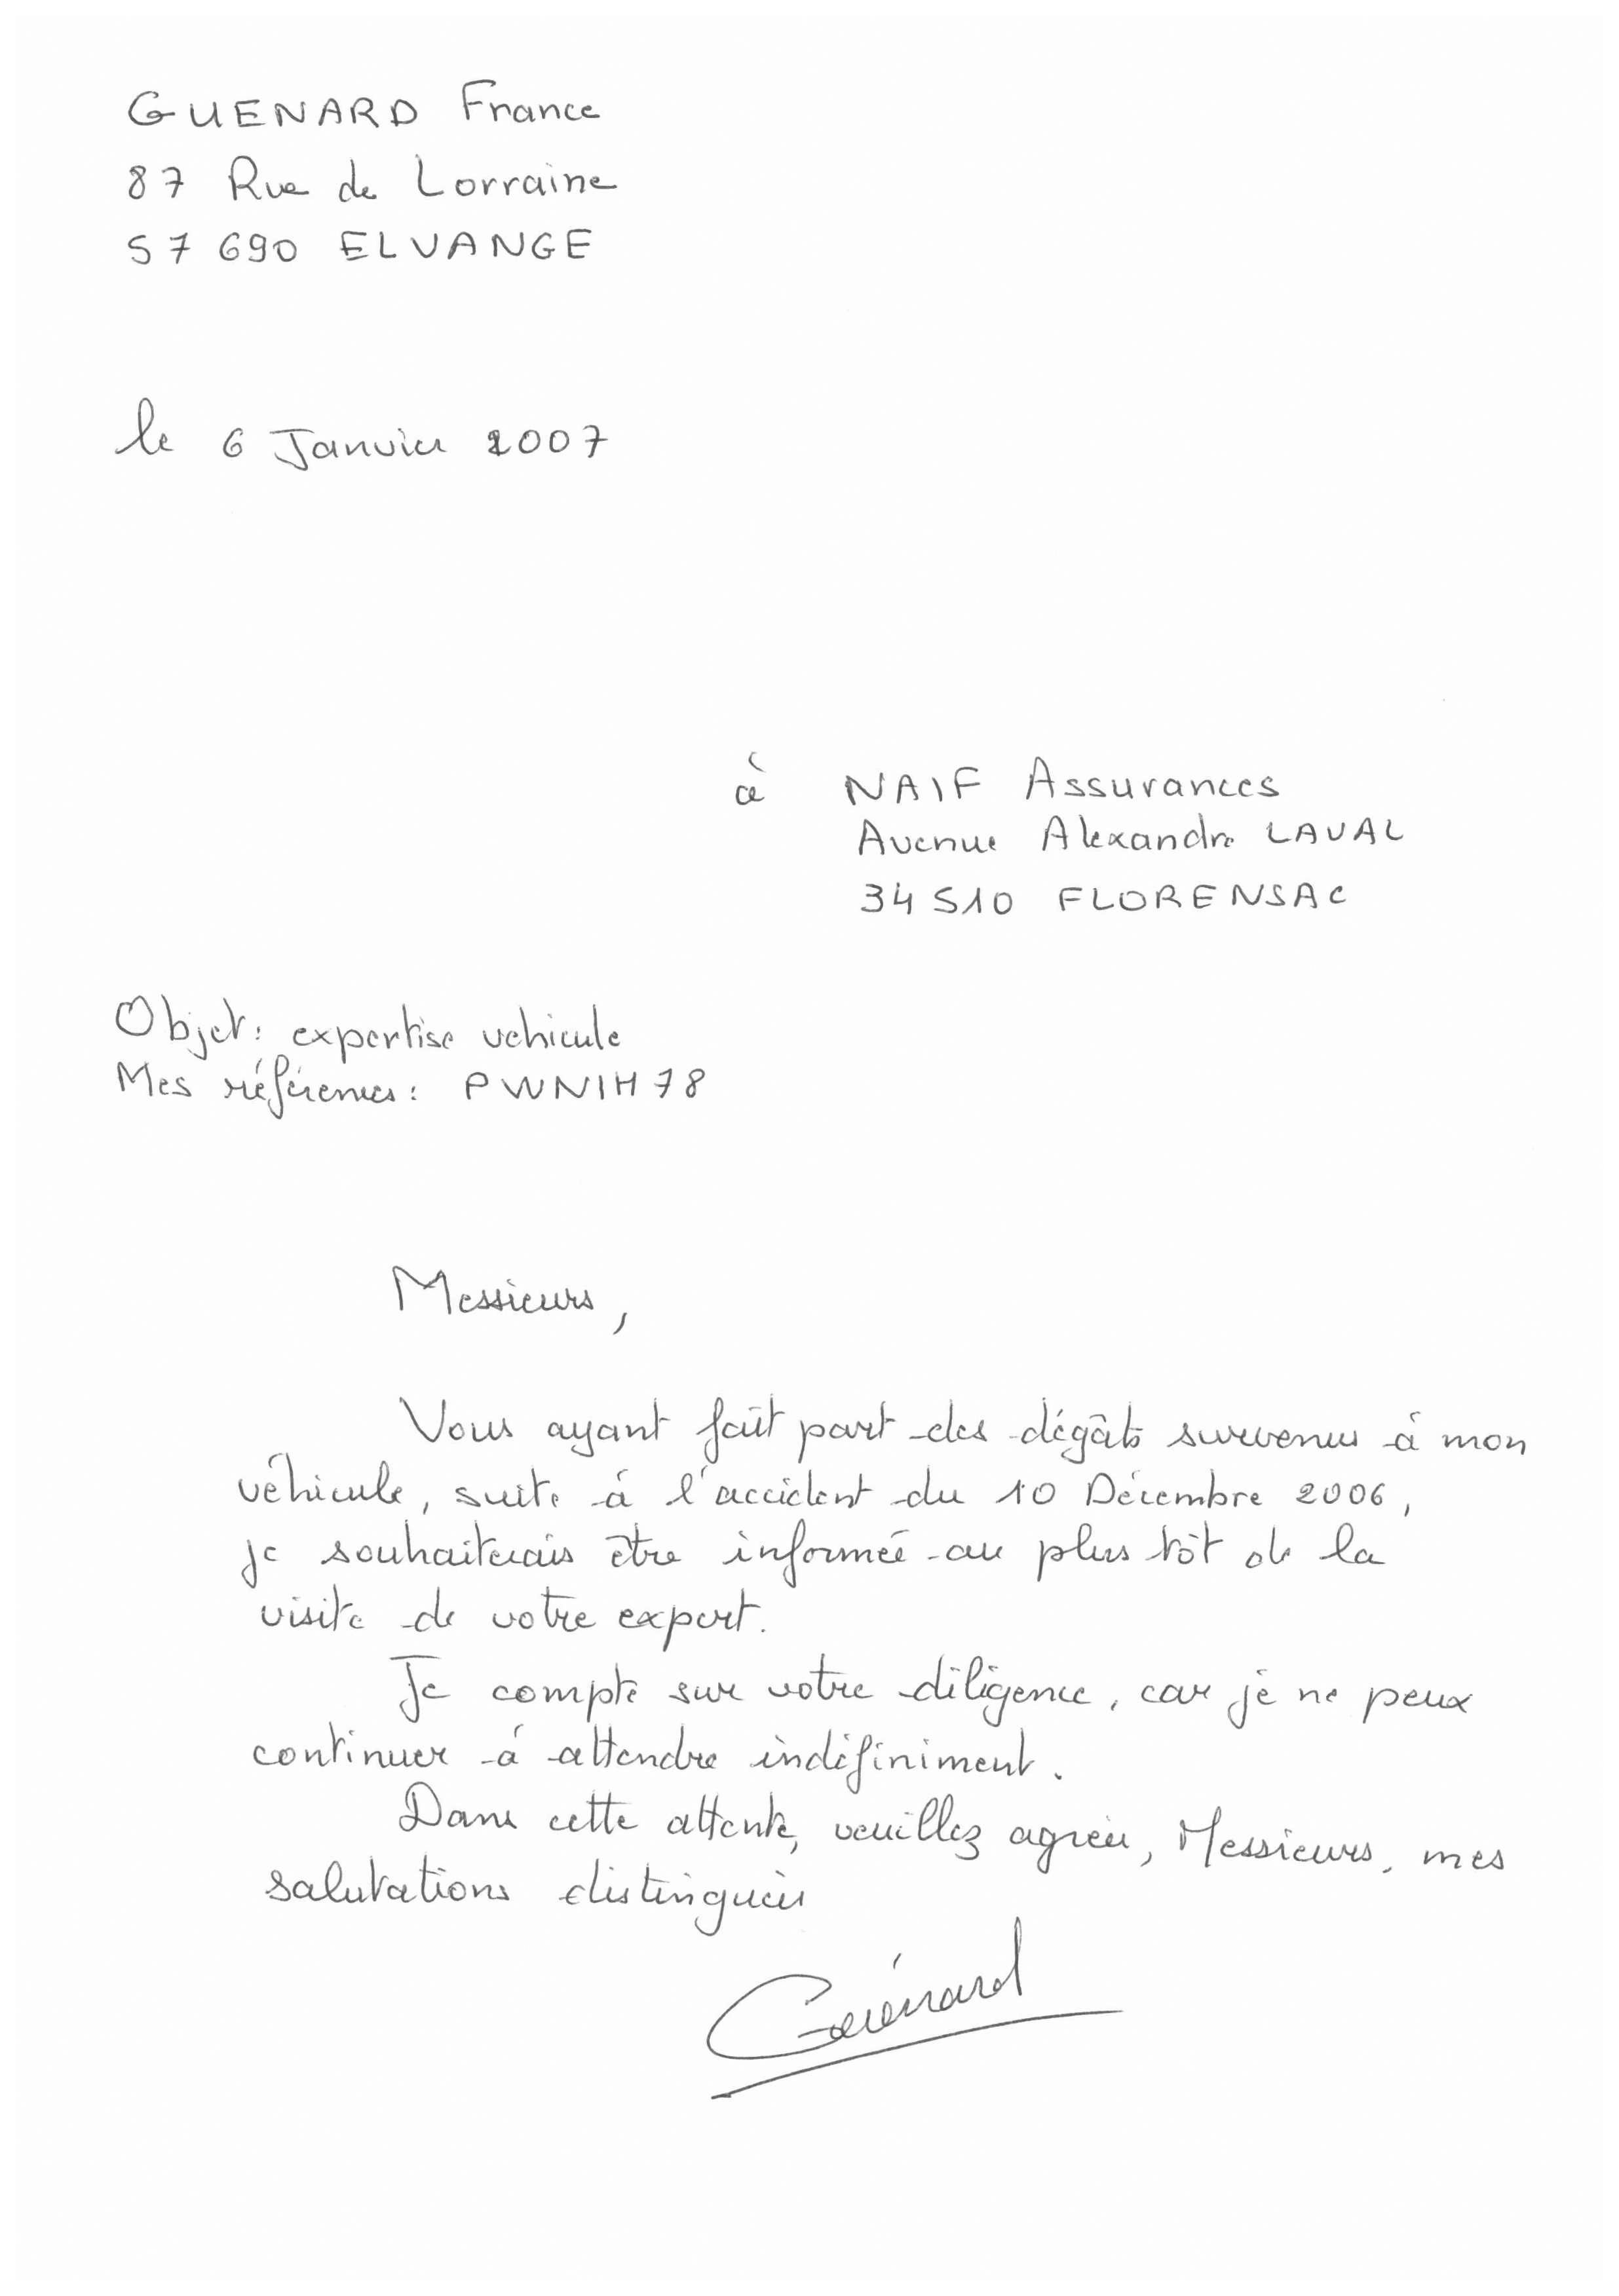 GUENARD France
87 Rue de Lorraine
57 690 ELVANGE
le 6 Janvier 2007
à NAIF Assurances
Avenue Alexandre LAVAL
34 510 FLORENSAC
Objet : expertise vehicule
Mes références : PWNIH78
Messieurs,
Vous ayant fait part des dégâts survenus à mon
véhicule, suite à l'accident du 10 Décembre 2006,
je souhaiterais être informée au plus tôt de la
visite de votre expert.
Je compte sur votre diligence, car je ne peux
continuer à attendre indéfiniment.
Dans cette attente, veuillez agréer, Messieurs, mes
salutations distinguées
Guénard